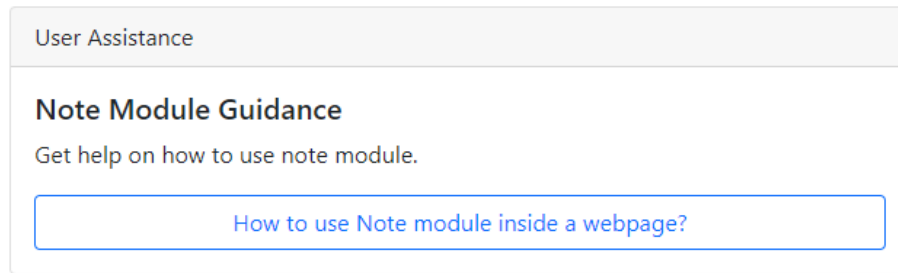 User Assistance
Note Module Guidance
Get help on how to use note module.
How to use Note module inside a webpage?